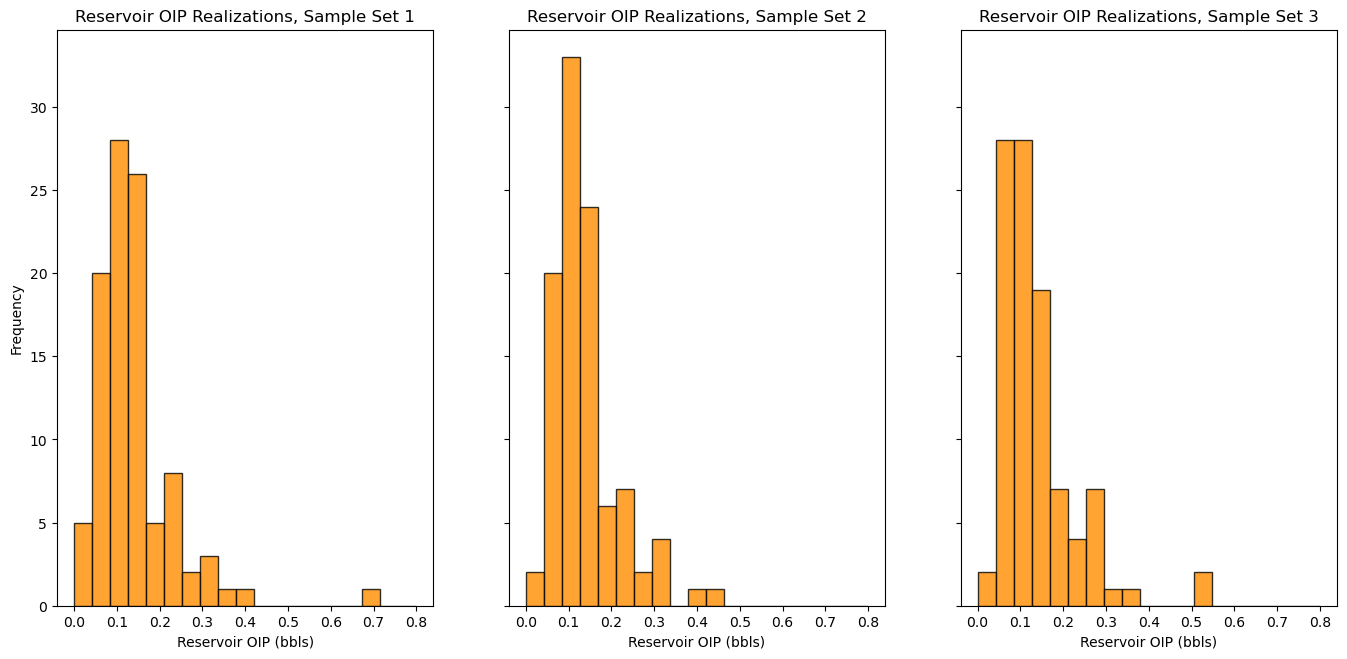 Reservoir OIP Realizations, Sample Set 1
30
25
20
15
10
5
0
Frequency
0.0 0.1 0.2 0.3 0.4 0.5 0.6 0.7 0.8
Reservoir OIP (bbls)
Reservoir OIP Realizations, Sample Set 2
0.0 0.1 0.2 0.3 0.4 0.5 0.6 0.7 0.8
Reservoir OIP (bbls)
Reservoir OIP Realizations, Sample Set 3
0.0 0.1 0.2 0.3 0.4 0.5 0.6 0.7 0.8
Reservoir OIP (bbls)